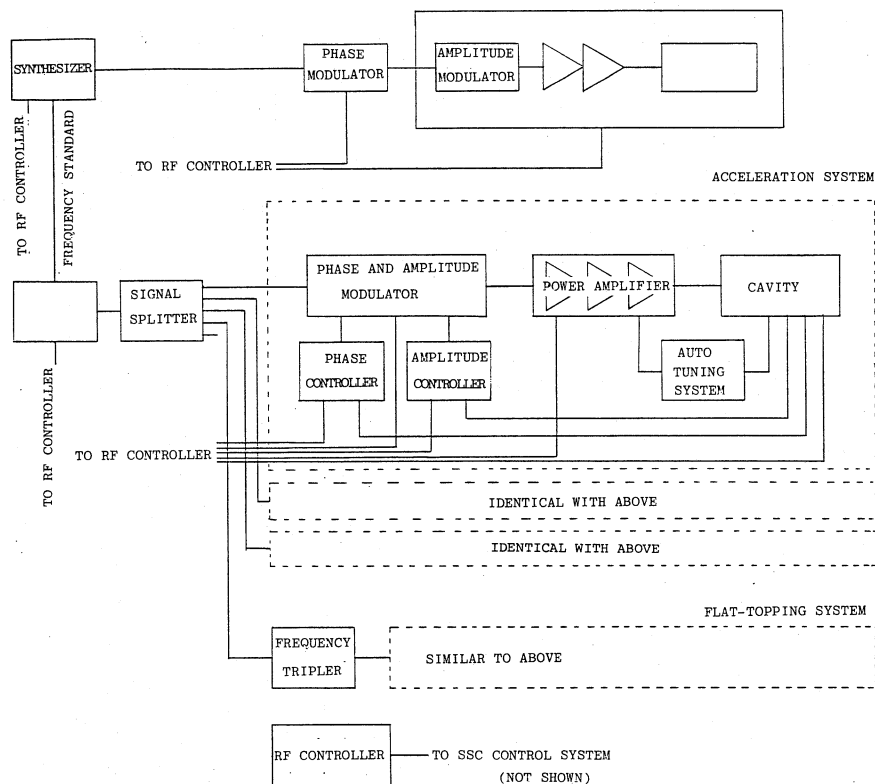 SYNTHESIZER
PHASE
MODULATOR
AMPLITUDE
MODULATOR
TO RF CONTROLLER
FREQUENCY STANDARD
TO RF CONTROLLER
ACCELERATION SYSTEM
SIGNAL
SPLITTER
PHASE AND AMPLITUDE
MODULATOR
POWER AMPLIFIER
CAVITY
PHASE
CONTROLLER
AMPLITUDE
CONTROLLER
AUTO
TUNING
SYSTEM
TO RF CONTROLLER
TO RF CONTROLLER
IDENTICAL WITH ABOVE
IDENTICAL WITH ABOVE
FLAT-TOPPING SYSTEM
FREQUENCY
TRIPLER
SIMILAR TO ABOVE
RF CONTROLLER
TO SSC CONTROL SYSTEM
(NOT SHOWN)